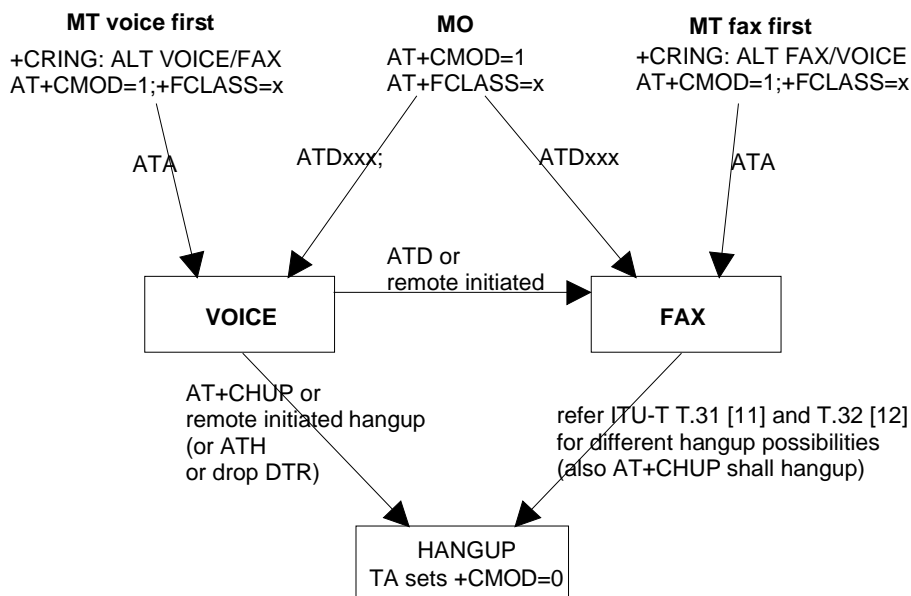 MT voice first
+CRING: ALT VOICE/FAX
AT+CMOD=1;+FCLASS=x
MO
AT+CMOD=1
AT+FCLASS=x
MT fax first
+CRING: ALT FAX/VOICE
AT+CMOD=1;+FCLASS=x
ATA
ATDxxx;
ATDxxx
ATA
ATD or
remote initiated
VOICE
FAX
AT+CHUP or
remote initiated hangup
(or ATH
or drop DTR)
refer ITU-T T.31 [11] and T.32 [12]
for different hangup possibilities
(also AT+CHUP shall hangup)
HANGUP
TA sets +CMOD=0